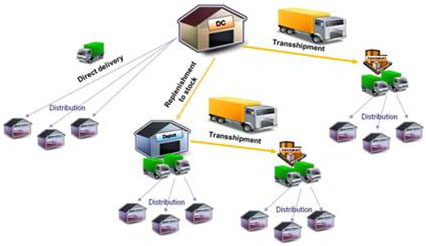 DC
Transshipment
Direct delivery
Replenishment
to stock
Distribution
Distribution
Transshipment
Depot
Distribution
Distribution